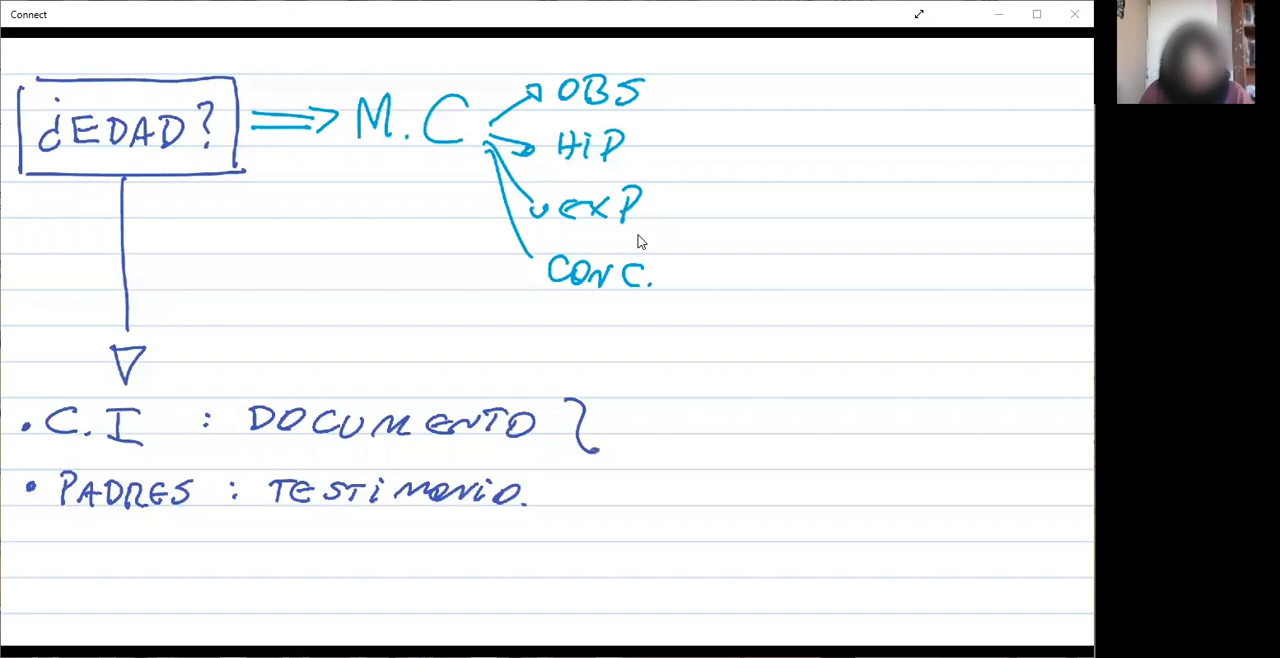 Connect
¿EDAD? M.C
OBS
HiP
EXP
CONC.
• C.I : DOCUMENTO
• PADRES : TESTiMONiO.